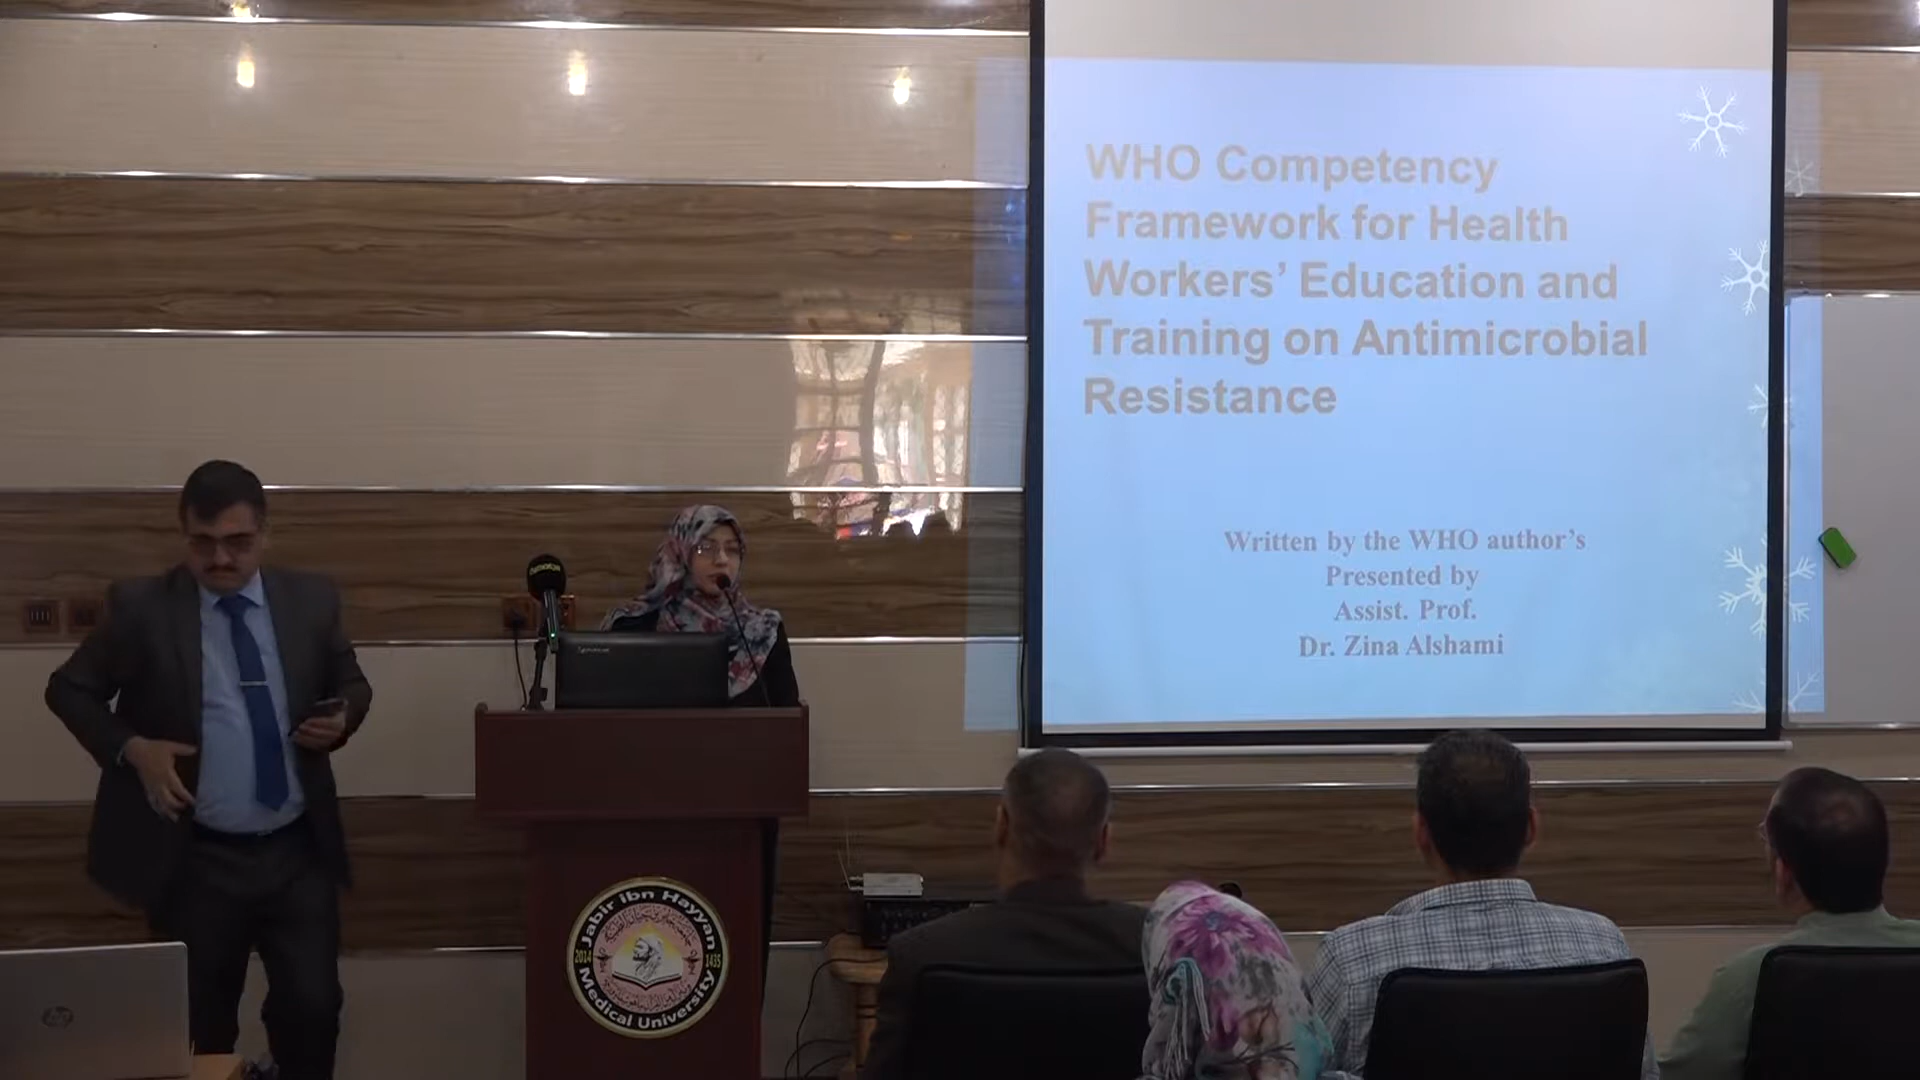 WHO Competency
Framework for Health
Workers’ Education and
Training on Antimicrobial
Resistance
Written by the WHO author’s
Presented by
Assist. Prof.
Dr. Zina Alshami
Jabir ibn Hayyan
2014
1435
Medical University
hp